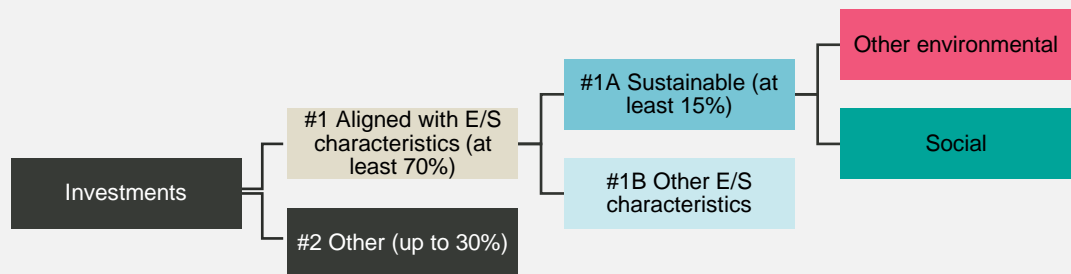 Investments
#1 Aligned with E/S
characteristics (at
least 70%)
#2 Other (up to 30%)
#1A Sustainable (at
least 15%)
#1B Other E/S
characteristics
Other environmental
Social